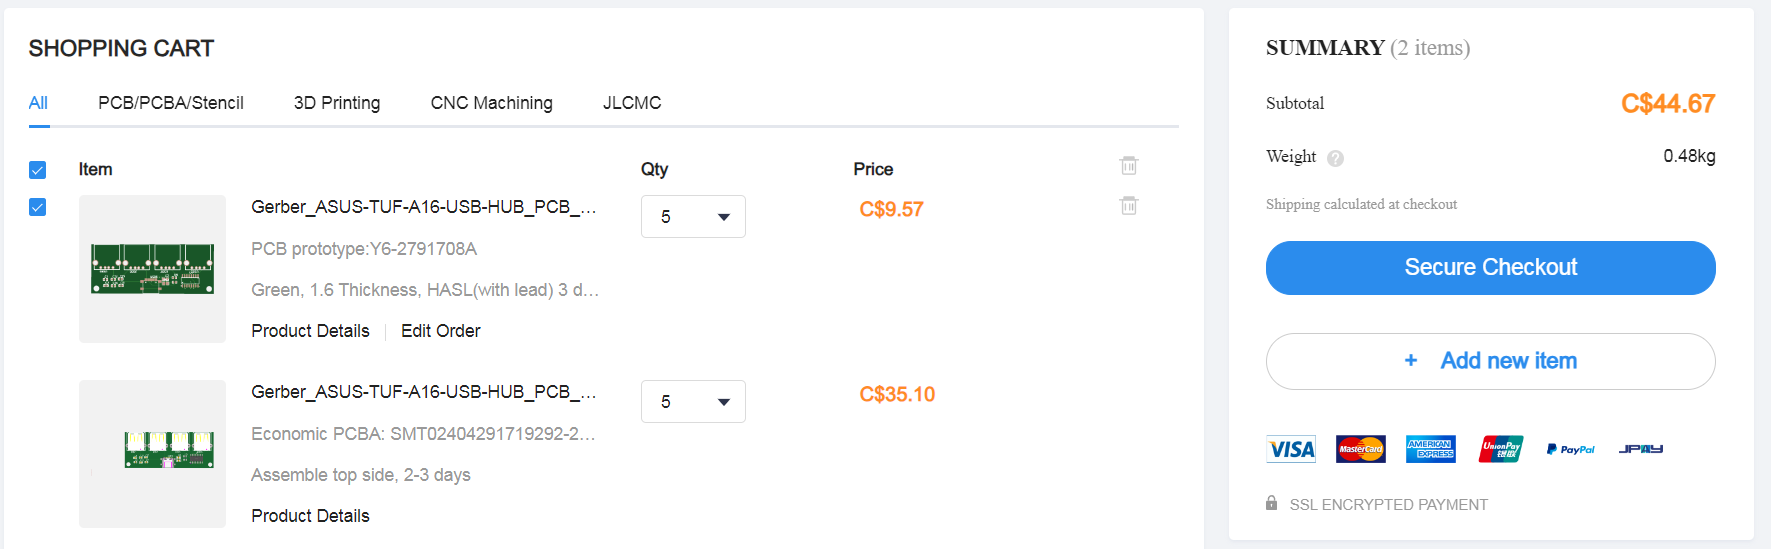 SHOPPING CART
All PCB/PCBA/Stencil 3D Printing CNC Machining JLCMC
Item Qty Price
Gerber_ASUS-TUF-A16-USB-HUB_PCB_... 5 C$9.57
PCB prototype:Y6-2791708A
Green, 1.6 Thickness, HASL(with lead) 3 d...
Product Details Edit Order
Gerber_ASUS-TUF-A16-USB-HUB_PCB_... 5 C$35.10
Economic PCBA: SMT02404291719292-2...
Assemble top side, 2-3 days
Product Details
SUMMARY (2 items)
Subtotal C$44.67
Weight ? 0.48kg
Shipping calculated at checkout
Secure Checkout
+ Add new item
VISA MasterCard AMERICAN EXPRESS UnionPay 银联 PayPal JPAY
SSL ENCRYPTED PAYMENT